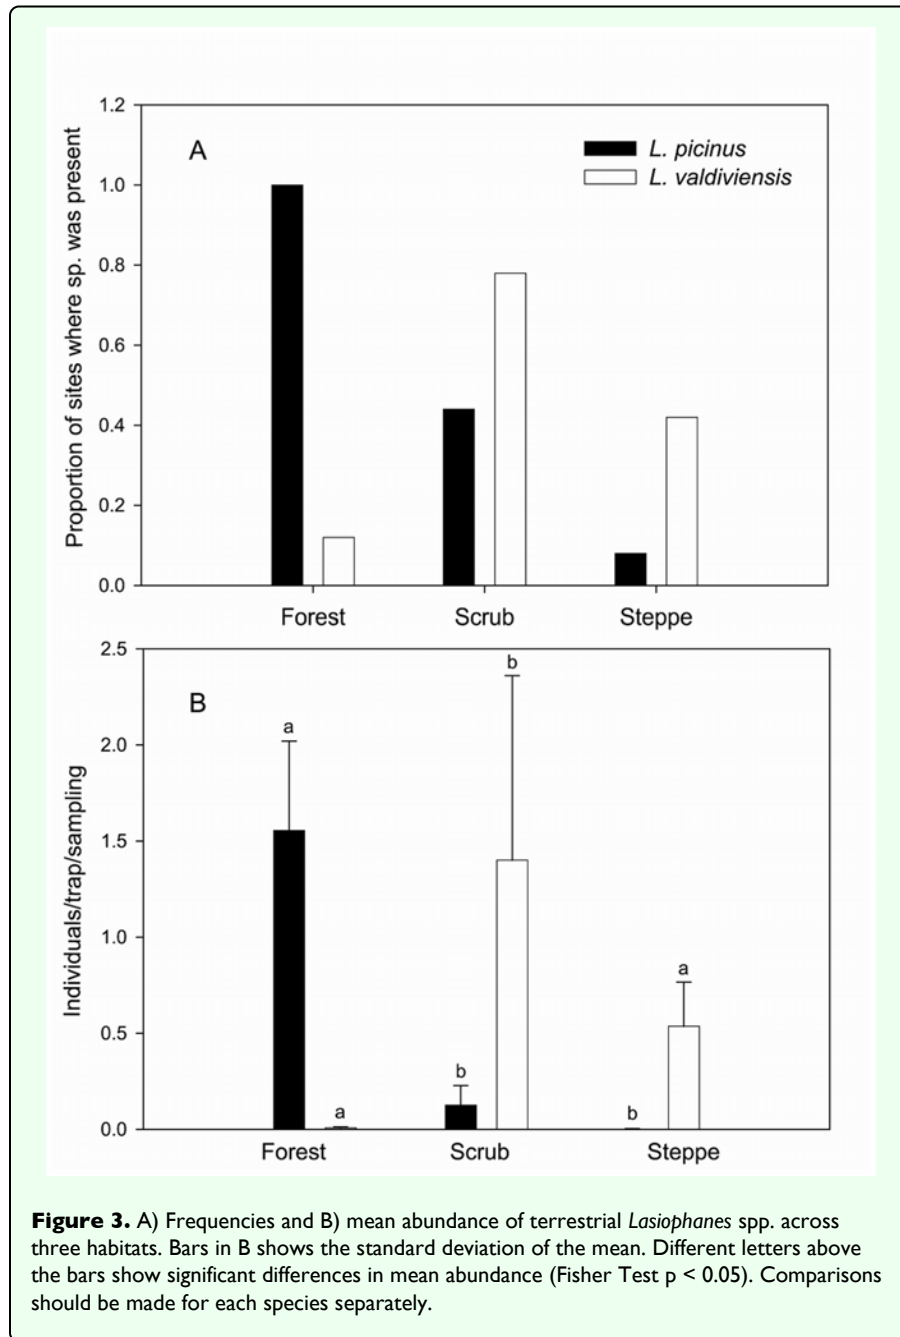 1.2
A
L. picinus
L. valdiviensis
1.0
0.8
0.6
0.4
0.2
0.0
Proportion of sites where sp. was present
Forest Scrub Steppe
2.5
B
b
a
2.0
1.5
1.0
a
0.5
b
a
b
0.0
Individuals/trap/sampling
Forest Scrub Steppe
Figure 3. A) Frequencies and B) mean abundance of terrestrial Lasiophanes spp. across
three habitats. Bars in B shows the standard deviation of the mean. Different letters above
the bars show significant differences in mean abundance (Fisher Test p < 0.05). Comparisons
should be made for each species separately.